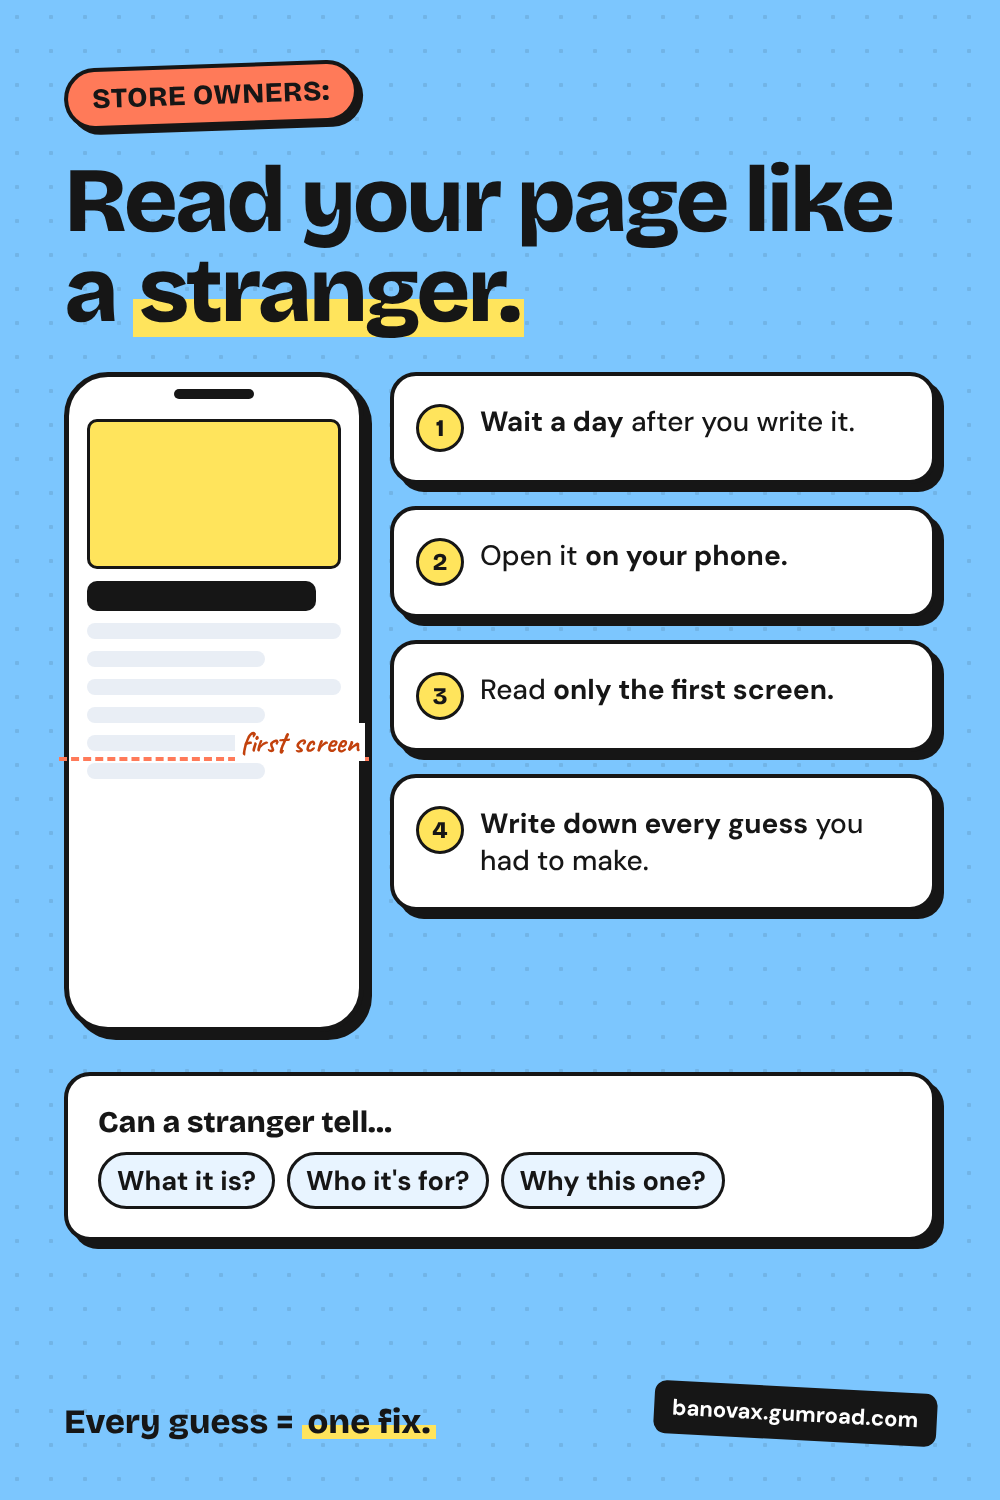 STORE OWNERS:
Read your page like
a stranger.
first screen
1 Wait a day after you write it.
2 Open it on your phone.
3 Read only the first screen.
4 Write down every guess you
had to make.
Can a stranger tell...
What it is? Who it's for? Why this one?
Every guess = one fix.
banovax.gumroad.com